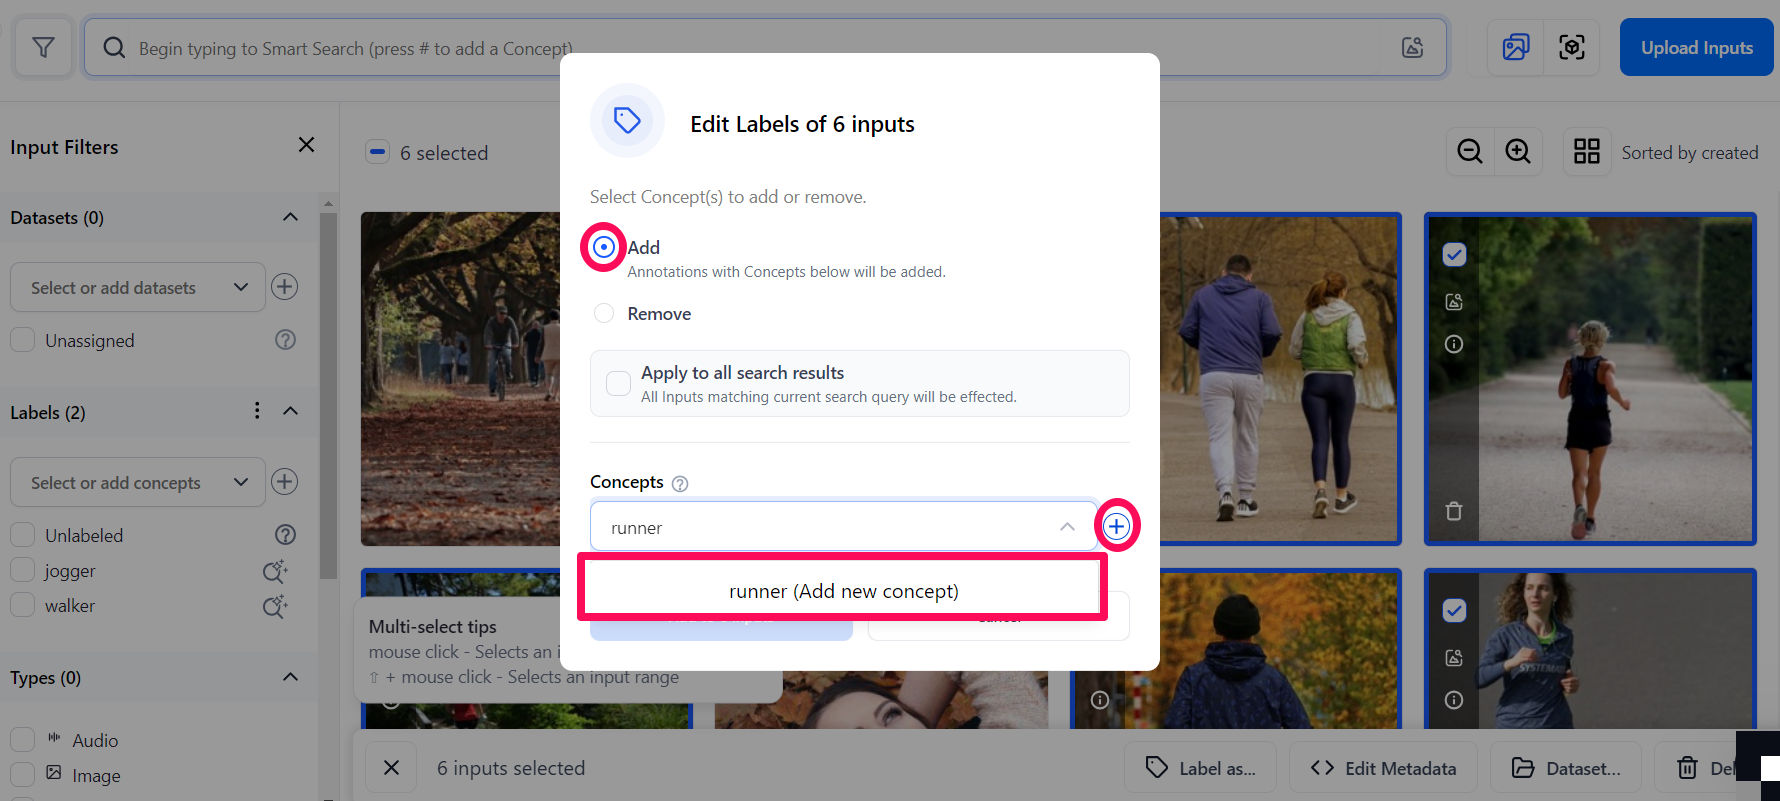 Begin typing to Smart Search (press # to add a Concept)
Upload Inputs
Input Filters
6 selected
Sorted by created
Datasets (0)
Select or add datasets
Unassigned
Labels (2)
Select or add concepts
Unlabeled
jogger
walker
Types (0)
Audio
Image
Edit Labels of 6 inputs
Select Concept(s) to add or remove.
Add
Annotations with Concepts below will be added.
Remove
Apply to all search results
All Inputs matching current search query will be effected.
Concepts
runner
runner (Add new concept)
Cancel
SYSTEM
Multi-select tips
mouse click - Selects an i
⇧ + mouse click - Selects an input range
6 inputs selected
Label as...
Edit Metadata
Dataset...
Del